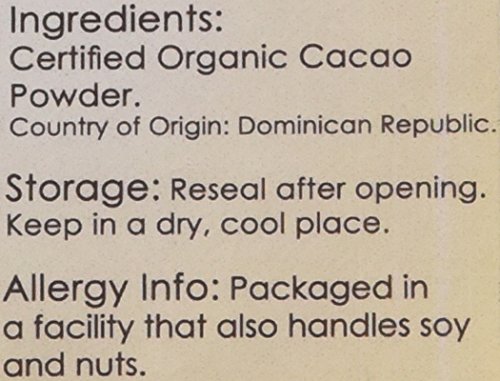 Ingredients:
Certified Organic Cacao
Powder.
Country of Origin: Dominican Republic.
Storage: Reseal after opening.
Keep in a dry, cool place.
Allergy Info: Packaged in
a facility that also handles soy
and nuts.